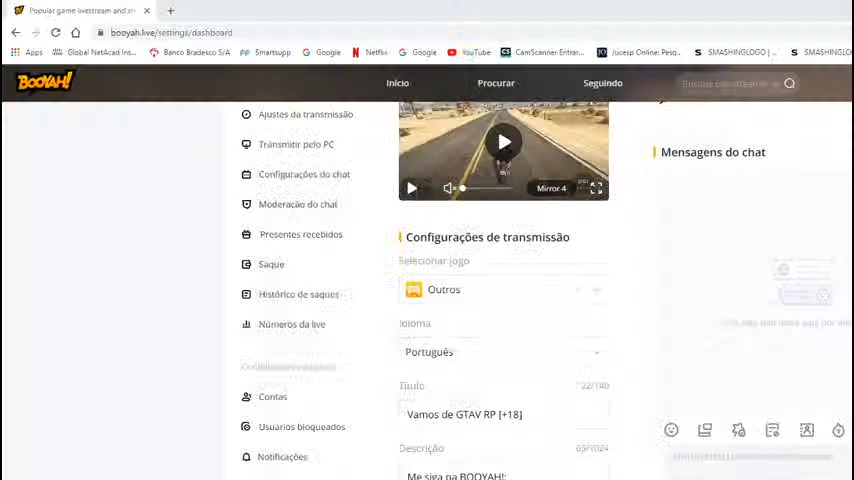 Popular game livestream and sh
booyah.live/settings/dashboard
Apps
Global NetAcad Ins...
Banco Bradesco S/A
Smartsupp
Google
Netflix
Google
YouTube
CamScanner Entrar...
Jucesp Online: Pesq...
SMASHINGLOGO | ...
SMASHINGLOGO
BOOYAH!
Início
Procurar
Seguindo
Ajustes da transmissão
Transmitir pelo PC
Configurações do chat
Moderação do chat
Presentes recebidos
Saque
Histórico de saques
Números da live
Contas
Usuarios bloqueados
Notificações
Mirror 4
Configurações de transmissão
Selecionar jogo
Outros
Idioma
Português
Título
22/140
Vamos de GTAV RP [+18]
Descrição
Me siga na BOOYAH!:
Mensagens do chat